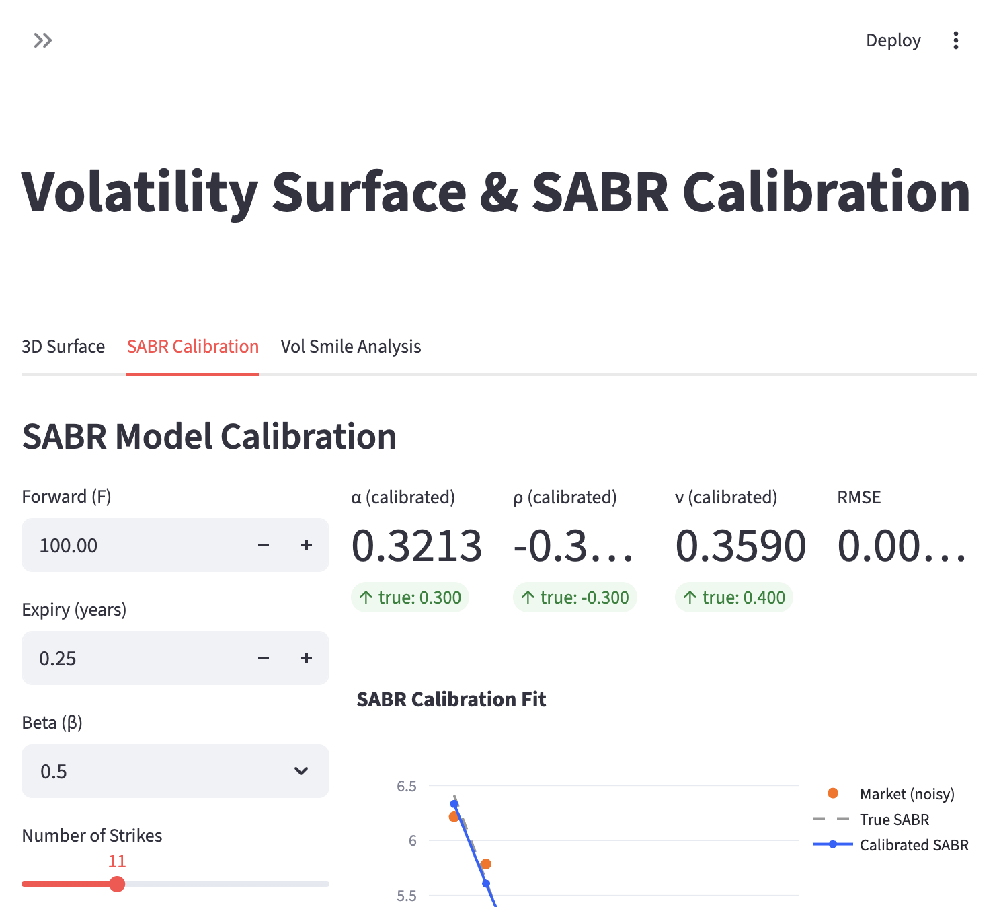 Deploy
Volatility Surface & SABR Calibration
3D Surface SABR Calibration Vol Smile Analysis
SABR Model Calibration
Forward (F)
100.00
Expiry (years)
0.25
Beta (β)
0.5
Number of Strikes
11
α (calibrated)
0.3213
↑ true: 0.300
ρ (calibrated)
-0.3…
↑ true: -0.300
ν (calibrated)
0.3590
↑ true: 0.400
RMSE
0.00…
SABR Calibration Fit
6.5
6
5.5
Market (noisy)
True SABR
Calibrated SABR